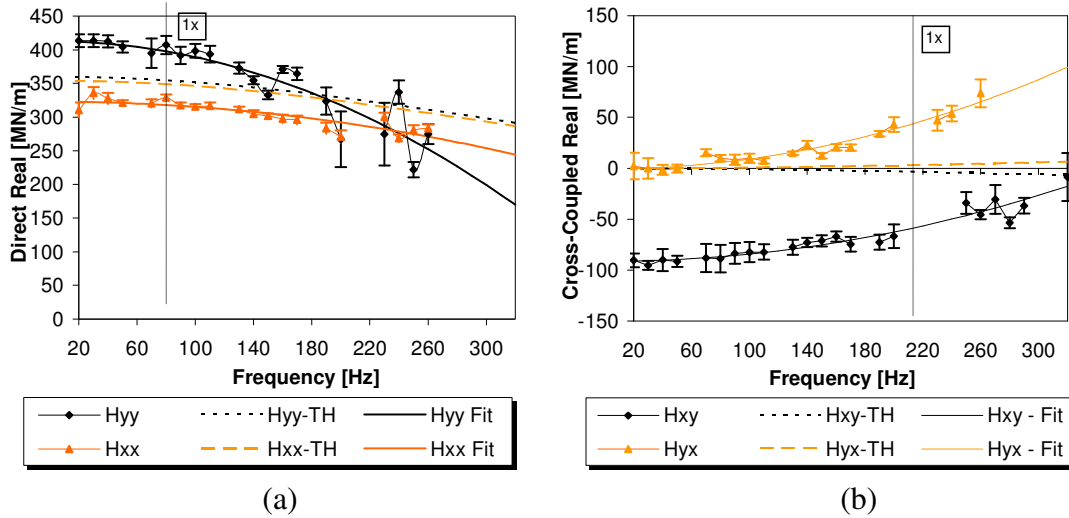 450
400
350
300
250
200
150
100
50
0
Direct Real [MN/m]
1x
20 60 100 140 180 220 260 300
Frequency [Hz]
Hyy Hyy-TH Hyy Fit
Hxx Hxx-TH Hxx Fit
(a)
150
100
50
0
-50
-100
-150
Cross-Coupled Real [MN/m]
1x
20 60 100 140 180 220 260 300
Frequency [Hz]
Hxy Hxy-TH Hxy - Fit
Hyx Hyx-TH Hyx - Fit
(b)